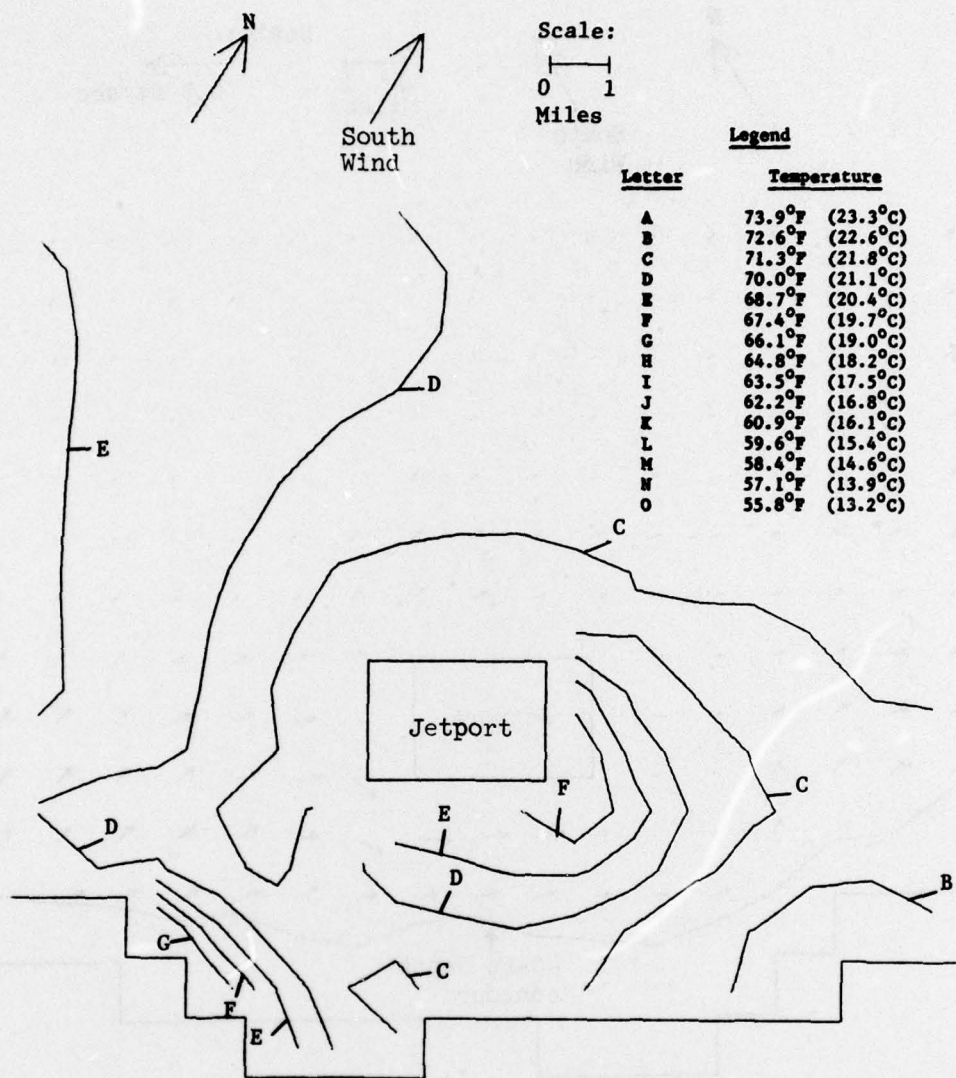 N
South
Wind
Scale:
0 1
Miles
Legend
Letter Temperature
A 73.9°F (23.3°C)
B 72.6°F (22.6°C)
C 71.3°F (21.8°C)
D 70.0°F (21.1°C)
E 68.7°F (20.4°C)
F 67.4°F (19.7°C)
G 66.1°F (19.0°C)
H 64.8°F (18.2°C)
I 63.5°F (17.5°C)
J 62.2°F (16.8°C)
K 60.9°F (16.1°C)
L 59.6°F (15.4°C)
M 58.4°F (14.6°C)
N 57.1°F (13.9°C)
O 55.8°F (13.2°C)
D
E
C
Jetport
C
F
E
D
D
B
G
C
F
E